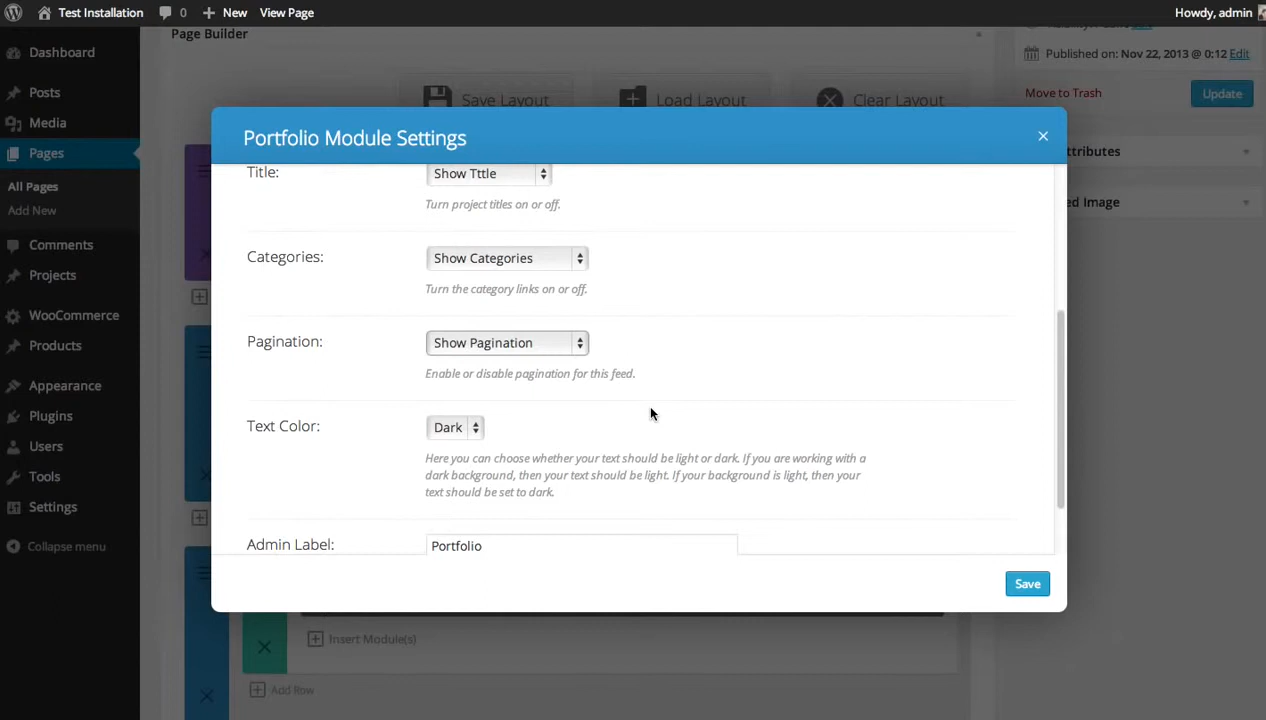 Test Installation 0 New View Page Howdy, admin
Page Builder
Dashboard
Posts
Media
Pages
All Pages
Add New
Comments
Projects
WooCommerce
Products
Appearance
Plugins
Users
Tools
Settings
Collapse menu
Save Layout Load Layout Clear Layout
Published on: Nov 22, 2013 @ 0:12 Edit
Move to Trash Update
ttributes
ed Image
Portfolio Module Settings
Title: Show Tttle
Turn project titles on or off.
Categories: Show Categories
Turn the category links on or off.
Pagination: Show Pagination
Enable or disable pagination for this feed.
Text Color: Dark
Here you can choose whether your text should be light or dark. If you are working with a
dark background, then your text should be light. If your background is light, then your
text should be set to dark.
Admin Label: Portfolio
Save
Insert Module(s)
Add Row